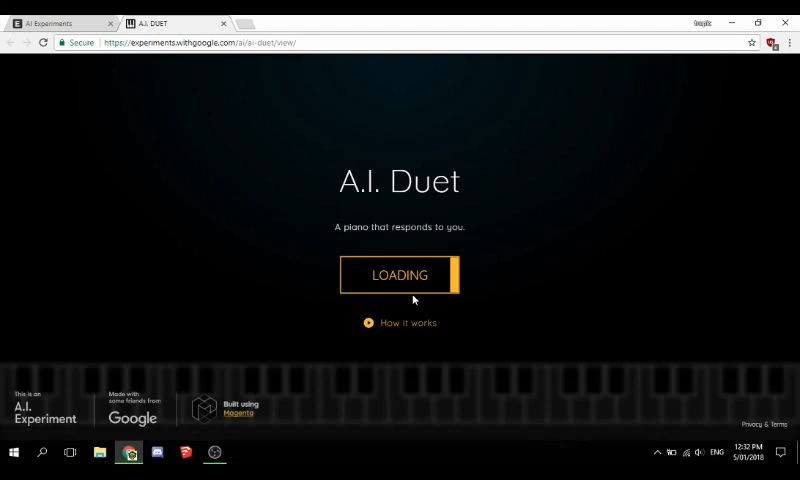 AI Experiments
A.I. DUET
Secure
https://experiments.withgoogle.com/ai/ai-duet/view/
A.I. Duet
A piano that responds to you.
LOADING
How it works
This is an
A.I.
Experiment
Made with
some friends from
Google
Built using
Magenta
Privacy & Terms
ENG
12:32 PM
5/01/2018